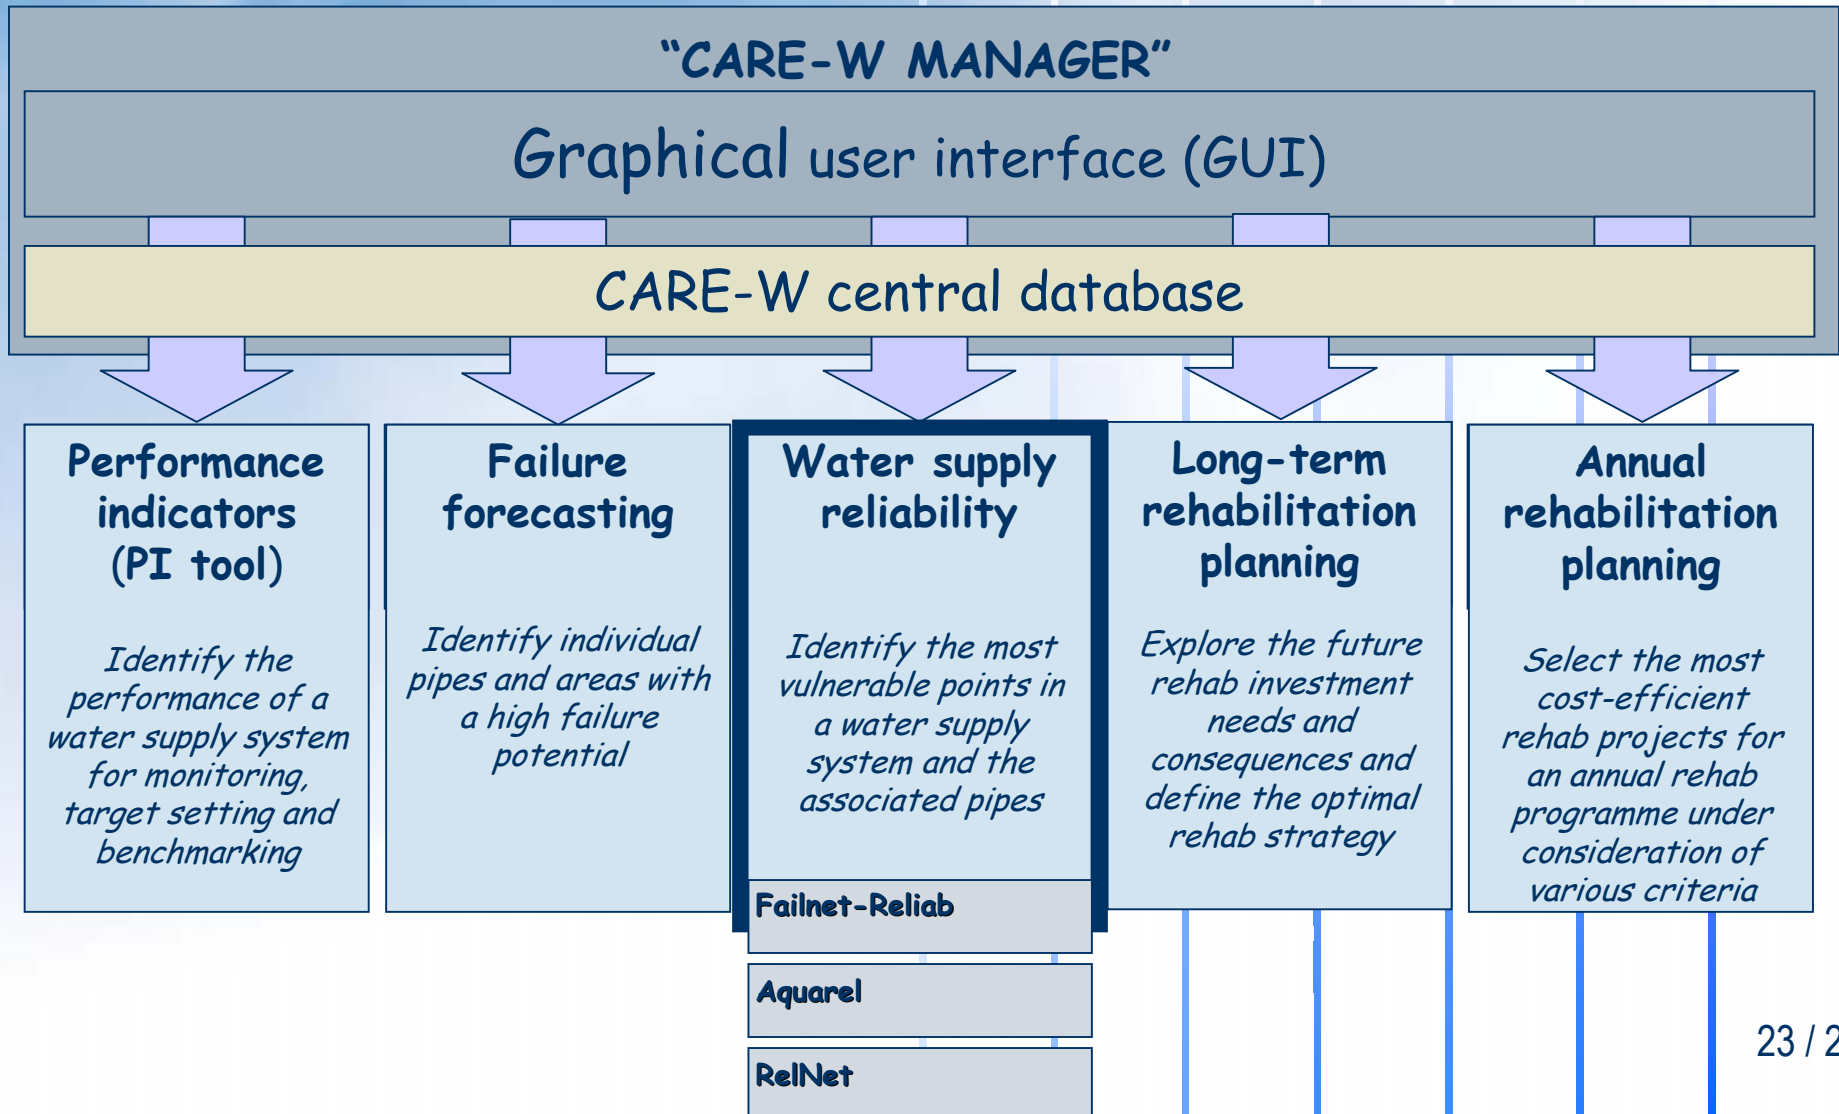 “CARE-W MANAGER”
Graphical user interface (GUI)
CARE-W central database
Performance
indicators
(PI tool)
Identify the
performance of a
water supply system
for monitoring,
target setting and
benchmarking
Failure
forecasting
Identify individual
pipes and areas with
a high failure
potential
Water supply
reliability
Identify the most
vulnerable points in
a water supply
system and the
associated pipes
Failnet-Reliab
Aquarel
RelNet
Long-term
rehabilitation
planning
Explore the future
rehab investment
needs and
consequences and
define the optimal
rehab strategy
Annual
rehabilitation
planning
Select the most
cost-efficient
rehab projects for
an annual rehab
programme under
consideration of
various criteria
23 / 2